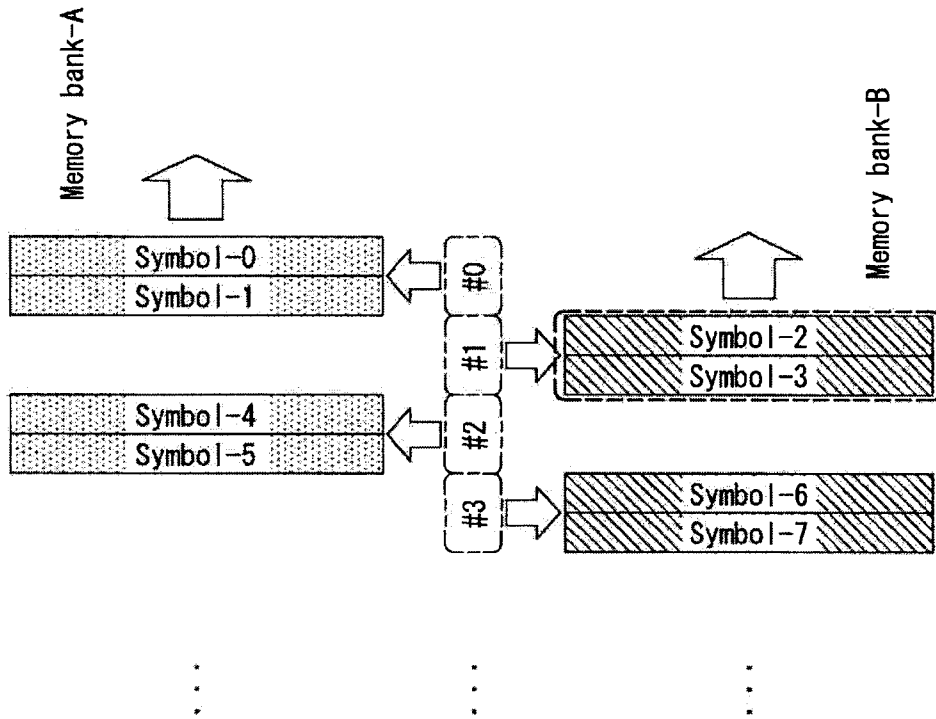 Memory bank-A
Memory bank-B
Symbol-0
Symbol-1
#0
#1
Symbol-2
Symbol-3
Symbol-4
Symbol-5
#2
#3
Symbol-6
Symbol-7